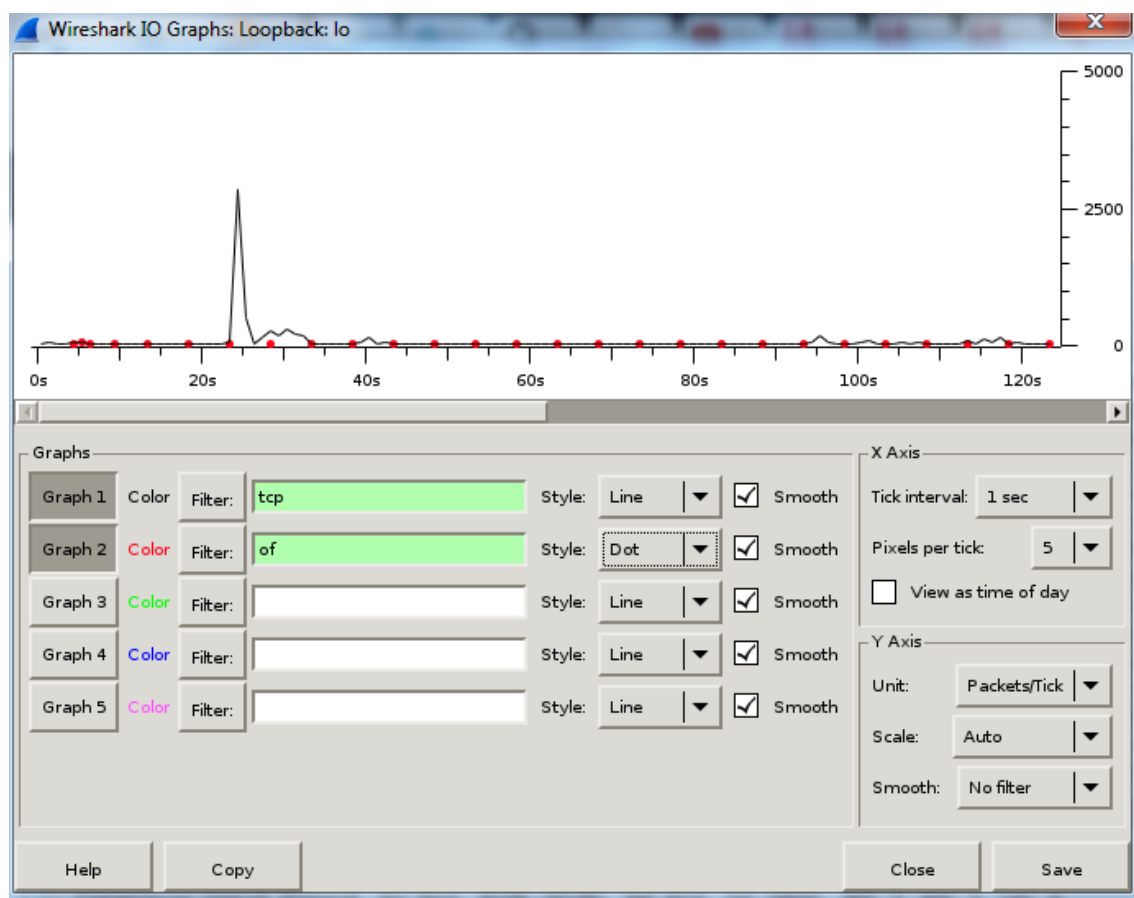 Wireshark IO Graphs: Loopback: lo
5000
2500
0
0s 20s 40s 60s 80s 100s 120s
Graphs
Graph 1 Color Filter: tcp Style: Line Smooth
Graph 2 Color Filter: of Style: Dot Smooth
Graph 3 Color Filter: Style: Line Smooth
Graph 4 Color Filter: Style: Line Smooth
Graph 5 Color Filter: Style: Line Smooth
X Axis
Tick interval: 1 sec
Pixels per tick: 5
View as time of day
Y Axis
Unit: Packets/Tick
Scale: Auto
Smooth: No filter
Help Copy Close Save